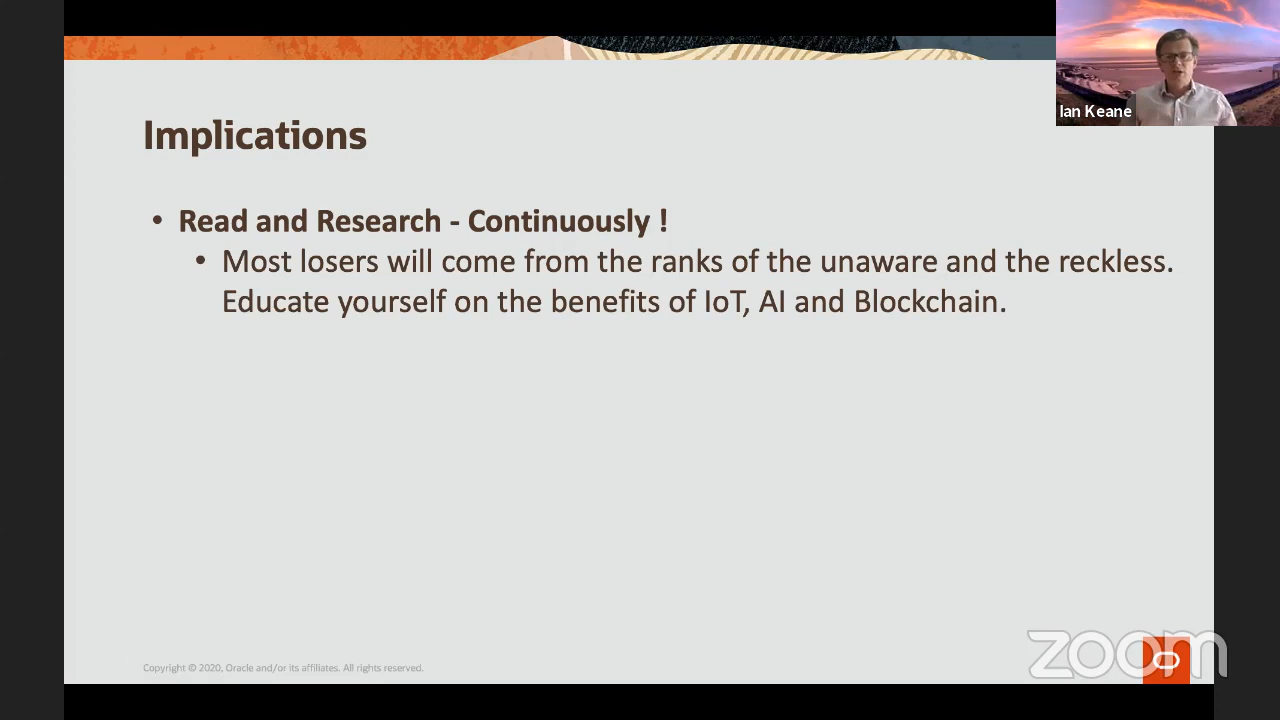 Ian Keane
Implications
• Read and Research - Continuously !
• Most losers will come from the ranks of the unaware and the reckless.
Educate yourself on the benefits of IoT, AI and Blockchain.
Copyright © 2020, Oracle and/or its affiliates. All rights reserved.
zoom